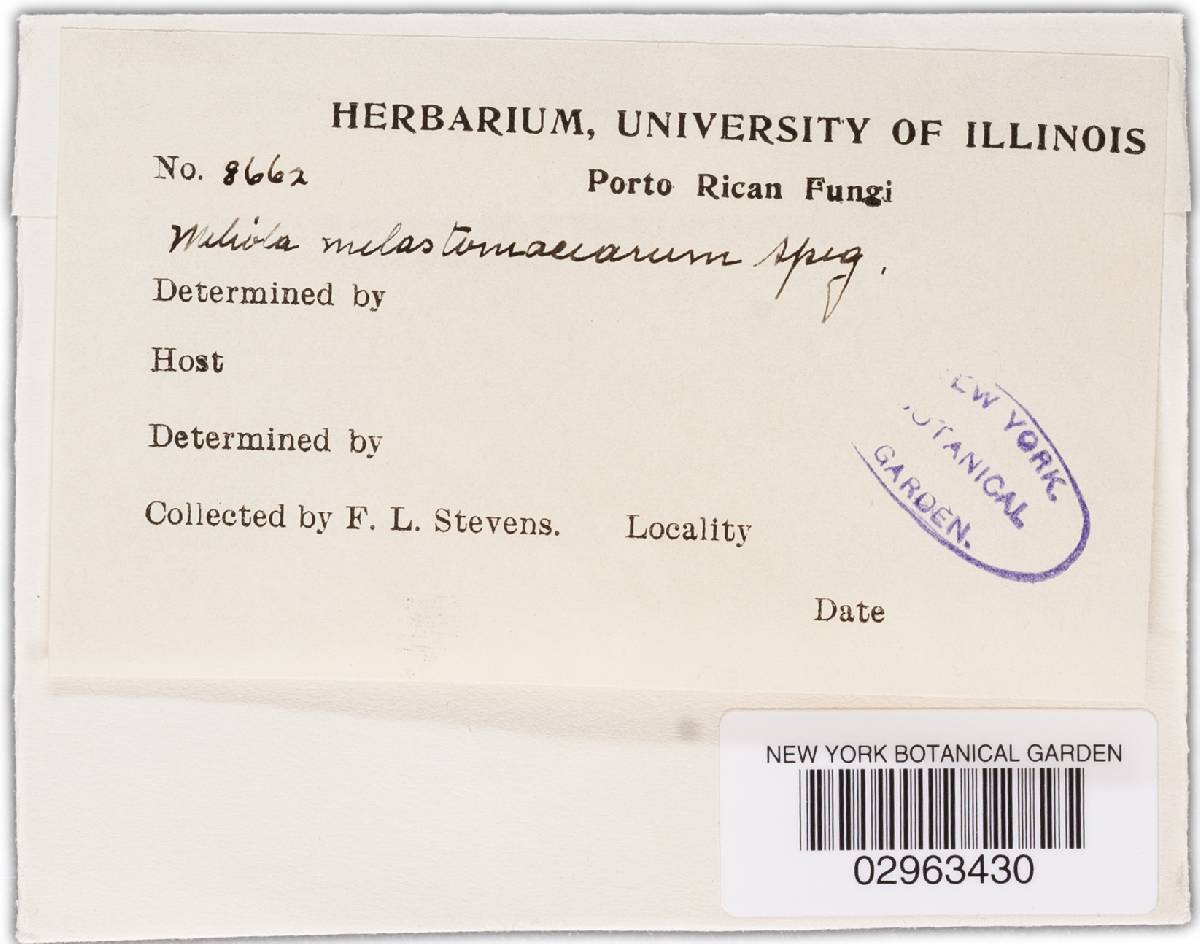 HERBARIUM, UNIVERSITY OF ILLINOIS
No. 8662 Porto Rican Fungi
Meliola melastomacearum Speg.
Determined by
Host
Determined by
Collected by F. L. Stevens. Locality
Date
NEW YORK
BOTANICAL
GARDEN.
NEW YORK BOTANICAL GARDEN
02963430